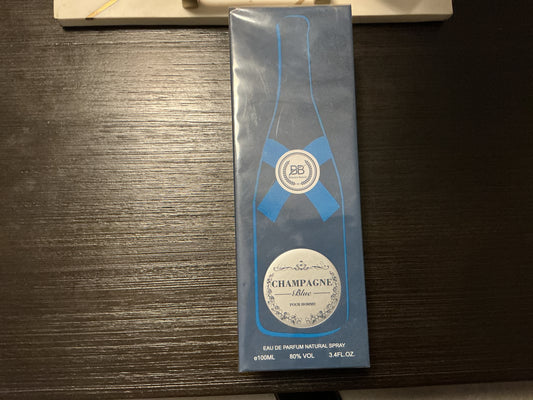 BB
CHAMPAGNE
Blue
POUR HOMME
EAU DE PARFUM NATURAL SPRAY
e100ML 80% VOL 3.4FL.OZ.